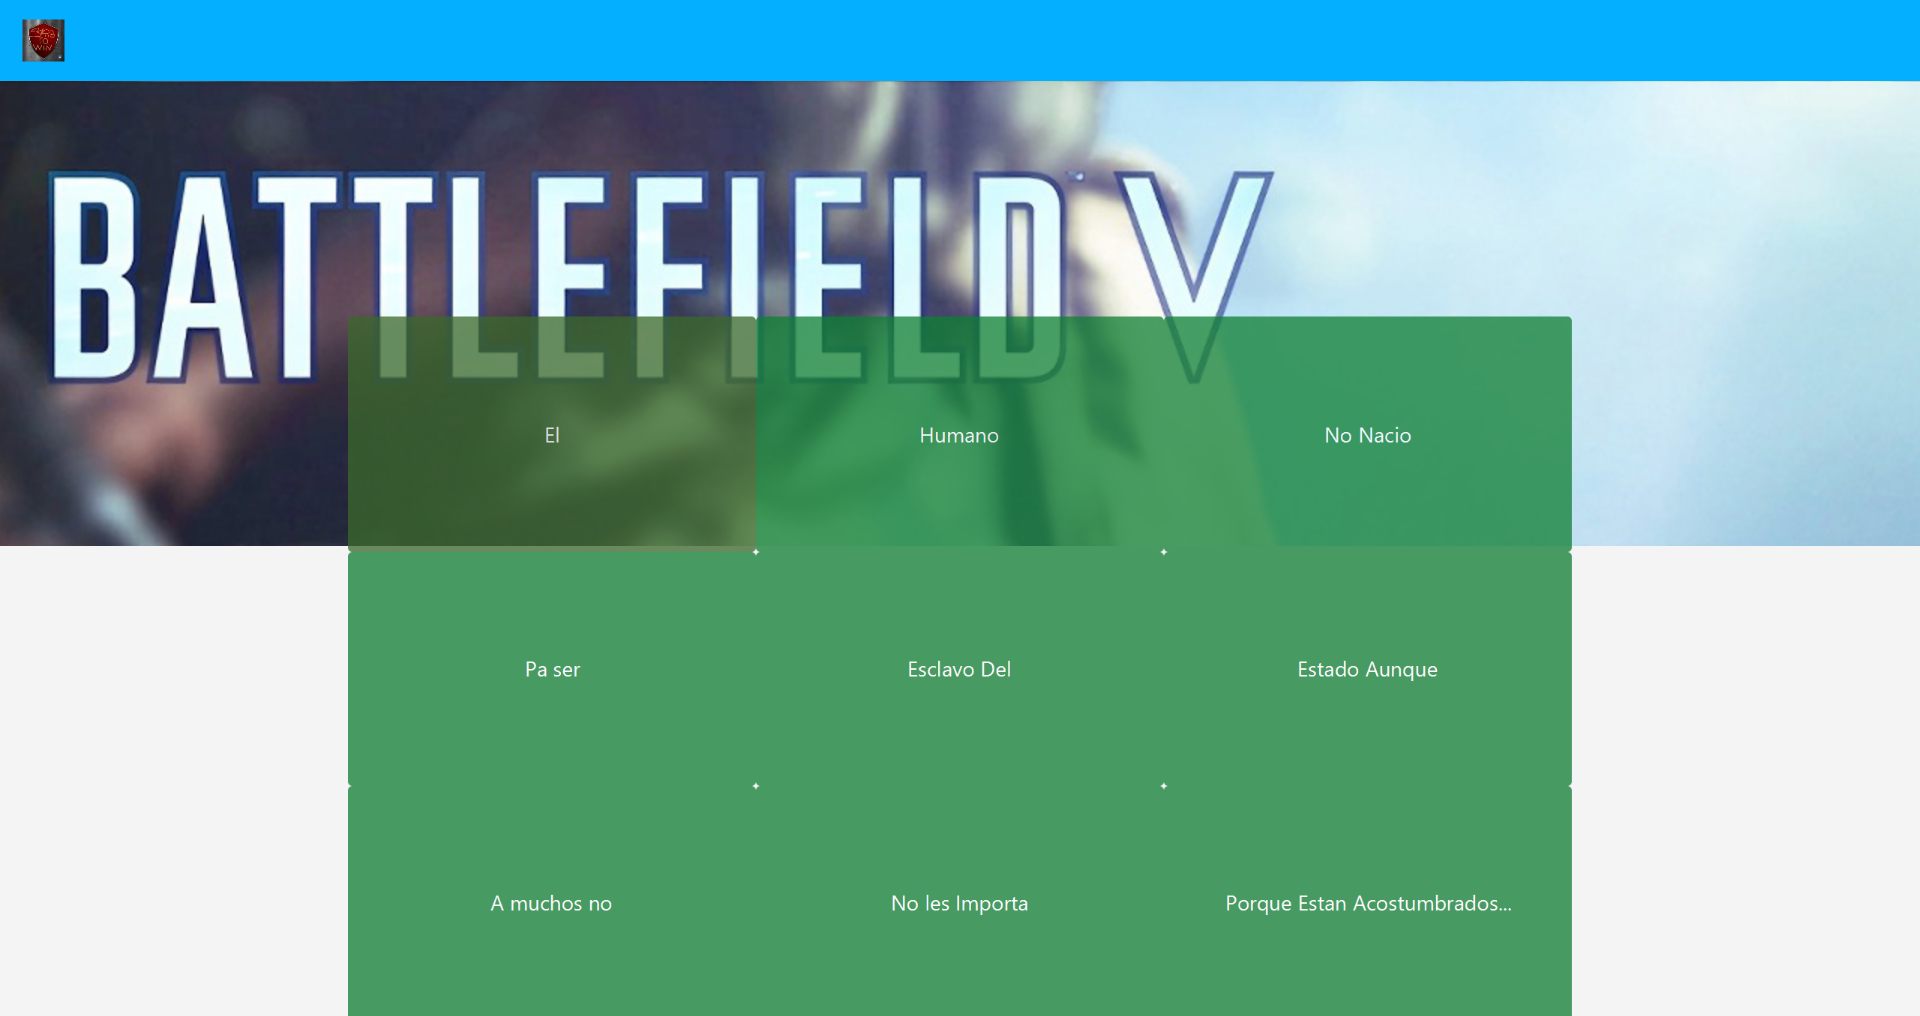 BATTLEFIELD V
El
Humano
No Nacio
Pa ser
Esclavo Del
Estado Aunque
A muchos no
No les Importa
Porque Estan Acostumbrados...